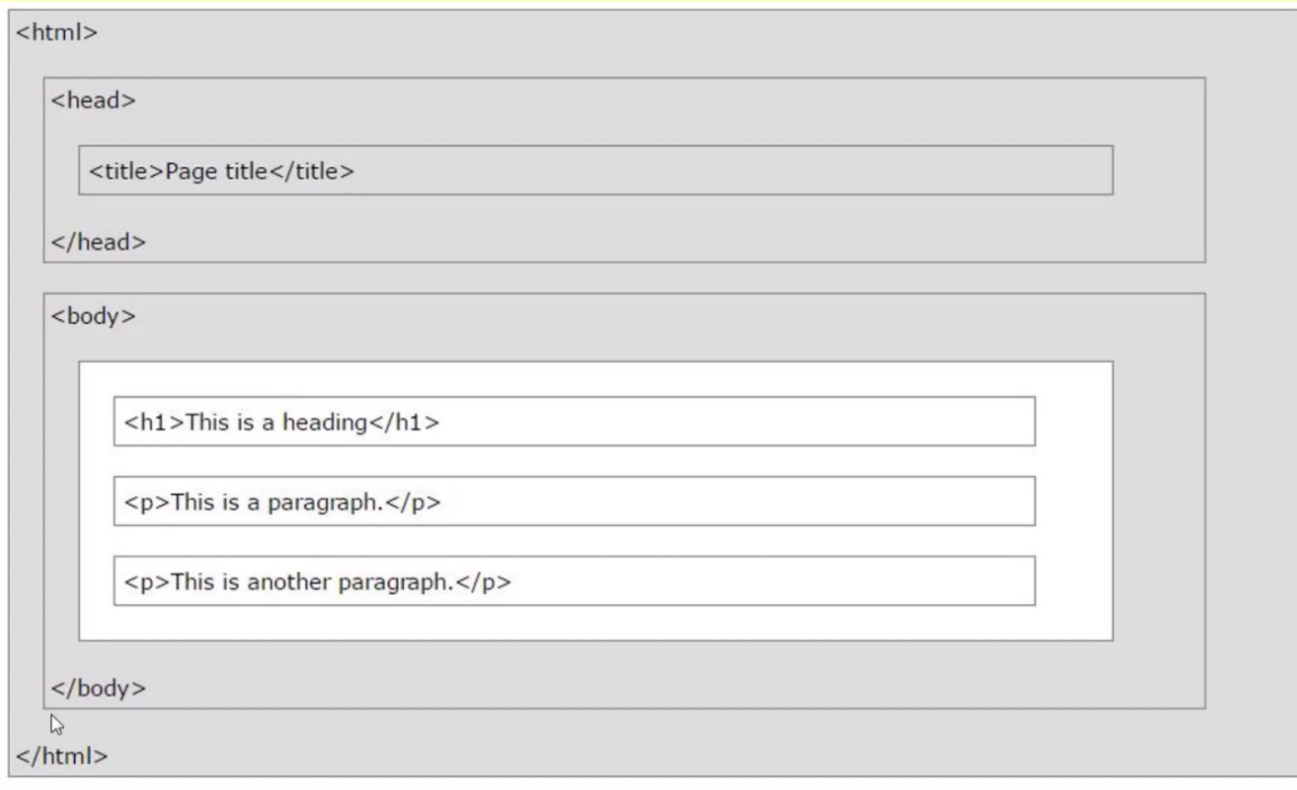 <html>
<head>
<title>Page title</title>
</head>
<body>
<h1>This is a heading</h1>
<p>This is a paragraph.</p>
<p>This is another paragraph.</p>
</body>
</html>